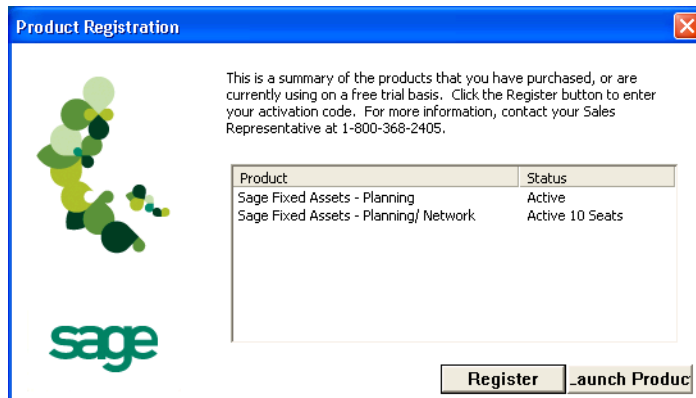 Product Registration
This is a summary of the products that you have purchased, or are
currently using on a free trial basis.  Click the Register button to enter
your activation code.  For more information, contact your Sales
Representative at 1-800-368-2405.
Product Status
Sage Fixed Assets - Planning Active
Sage Fixed Assets - Planning/ Network Active 10 Seats
sage
Register Launch Produc